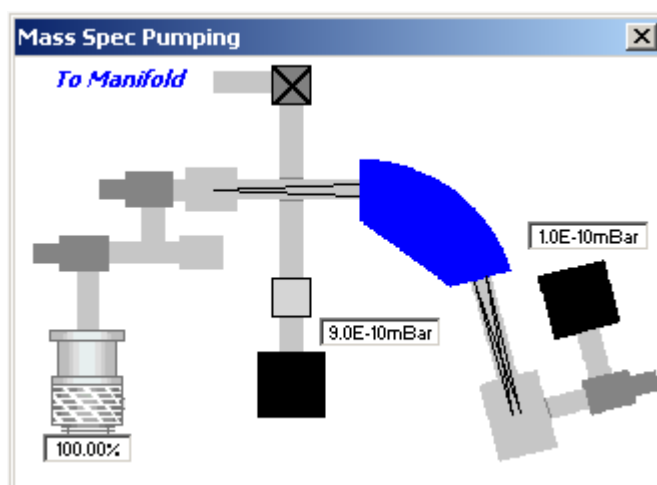 Mass Spec Pumping
To Manifold
1.0E-10mBar
9.0E-10mBar
100.00%